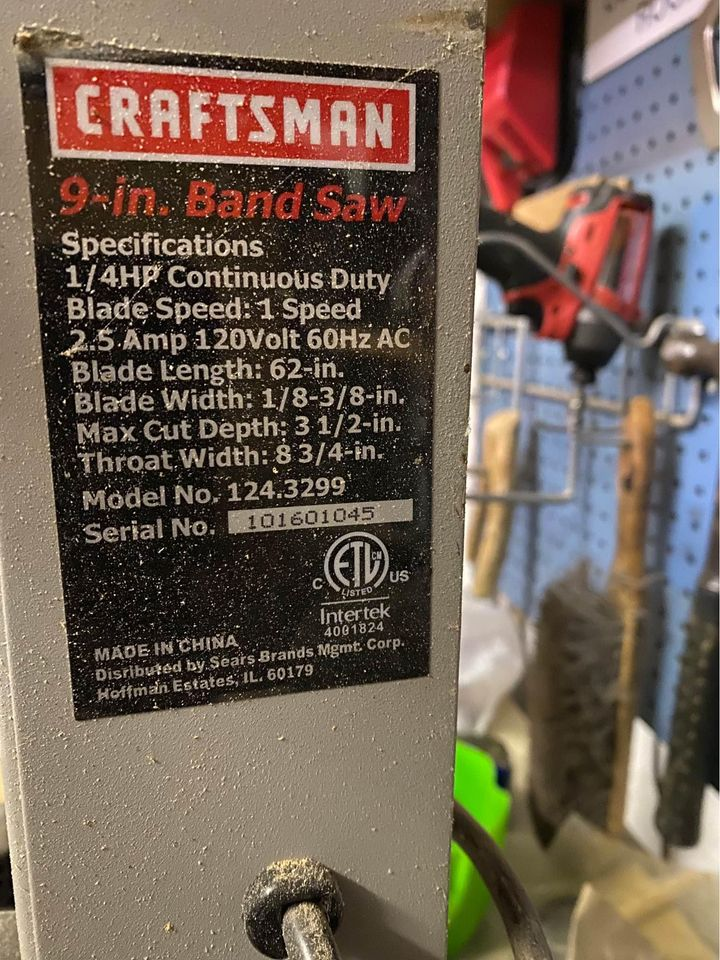 CRAFTSMAN
9-in. Band Saw
Specifications
1/4HP Continuous Duty
Blade Speed: 1 Speed
2.5 Amp 120Volt 60Hz AC
Blade Length: 62-in.
Blade Width: 1/8-3/8-in.
Max Cut Depth: 3 1/2-in.
Throat Width: 8 3/4-in.
Model No. 124.3299
Serial No. 101601045
C ETL CM US
LISTED
Intertek
4001824
MADE IN CHINA
Distributed by Sears Brands Mgmt. Corp.
Hoffman Estates, IL. 60179